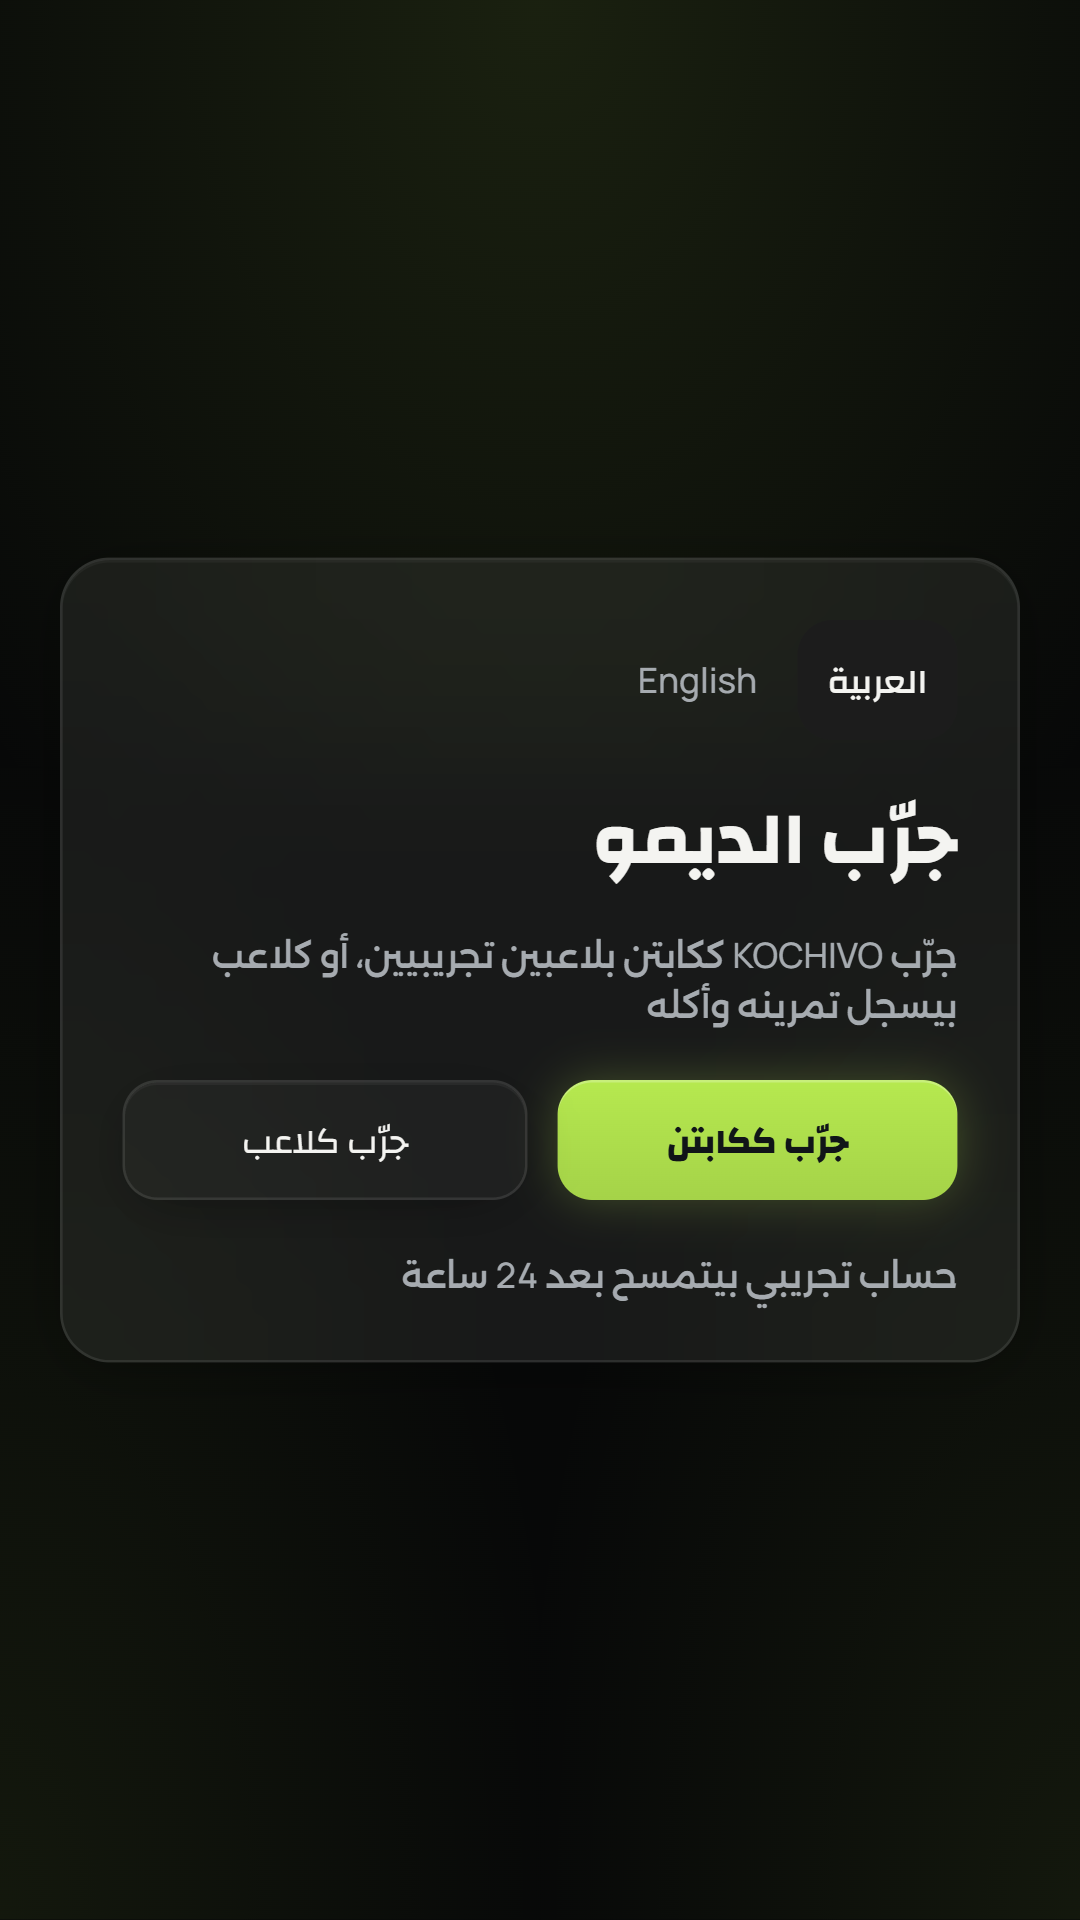 العربية
English
جرّب الديمو
جرّب KOCHIVO ككابتن بلاعبين تجريبيين، أو كلاعب
بيسجل تمرينه وأكله
جرّب ككابتن
جرّب كلاعب
حساب تجريبي بيتمسح بعد 24 ساعة